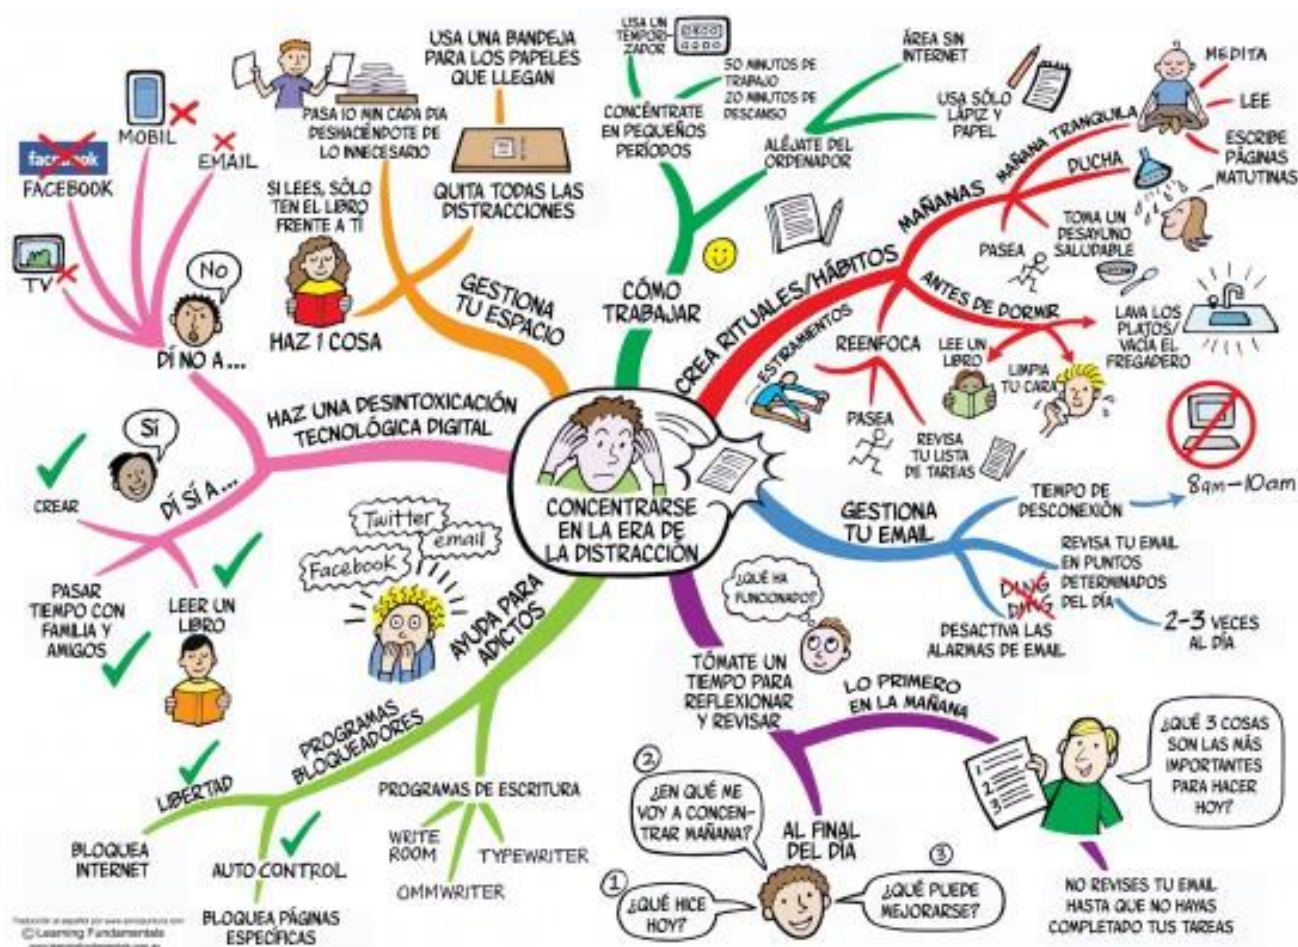 CONCENTRARSE
EN LA ERA DE
LA DISTRACCIÓN
CÓMO
TRABAJAR
CONCÉNTRATE
EN PEQUEÑOS
PERÍODOS
USA UN
TEMPORI-
ZADOR
50 MINUTOS DE
TRABAJO
20 MINUTOS DE
DESCANSO
ALÉJATE DEL
ORDENADOR
ÁREA SIN
INTERNET
USA SÓLO
LÁPIZ Y
PAPEL
CREA RITUALES/HÁBITOS
MAÑANAS
MAÑANA TRANQUILA
MEDITA
LEE
ESCRIBE
PÁGINAS
MATUTINAS
DUCHA
TOMA UN
DESAYUNO
SALUDABLE
PASEA
ANTES DE DORMIR
LAVA LOS
PLATOS/
VACÍA EL
FREGADERO
LEE UN
LIBRO
LIMPIA
TU CARA
REENFOCA
ESTIRAMIENTOS
PASEA
REVISA
TU LISTA
DE TAREAS
GESTIONA
TU EMAIL
TIEMPO DE
DESCONEXIÓN
8am-10am
REVISA TU EMAIL
EN PUNTOS
DETERMINADOS
DEL DÍA
2-3 VECES
AL DÍA
DING
DING
DESACTIVA LAS
ALARMAS DE EMAIL
¿QUÉ HA
FUNCIONADO?
TÓMATE UN
TIEMPO PARA
REFLEXIONAR
Y REVISAR
LO PRIMERO
EN LA MAÑANA
1
2
3
¿QUÉ 3 COSAS
SON LAS MÁS
IMPORTANTES
PARA HACER
HOY?
NO REVISES TU EMAIL
HASTA QUE NO HAYAS
COMPLETADO TUS TAREAS
AL FINAL
DEL DÍA
1
¿QUÉ HICE
HOY?
2
¿EN QUÉ ME
VOY A CONCEN-
TRAR MAÑANA?
3
¿QUÉ PUEDE
MEJORARSE?
AYUDA PARA
ADICTOS
Twitter
email
Facebook
PROGRAMAS
BLOQUEADORES
LIBERTAD
BLOQUEA
INTERNET
AUTO CONTROL
BLOQUEA PÁGINAS
ESPECÍFICAS
PROGRAMAS DE ESCRITURA
WRITE
ROOM
OMMWRITER
TYPEWRITER
HAZ UNA DESINTOXICACIÓN
TECNOLÓGICA DIGITAL
DÍ NO A...
No
TV
facebook
FACEBOOK
MOBIL
EMAIL
DÍ SÍ A...
Sí
CREAR
PASAR
TIEMPO CON
FAMILIA Y
AMIGOS
LEER UN
LIBRO
GESTIONA
TU ESPACIO
PASA 10 MIN CADA DIA
DESHACIÉNDOTE DE
LO INNECESARIO
USA UNA BANDEJA
PARA LOS PAPELES
QUE LLEGAN
QUITA TODAS LAS
DISTRACCIONES
SI LEES, SÓLO
TEN EL LIBRO
FRENTE A TÍ
HAZ 1 COSA
© Learning Fundamentals